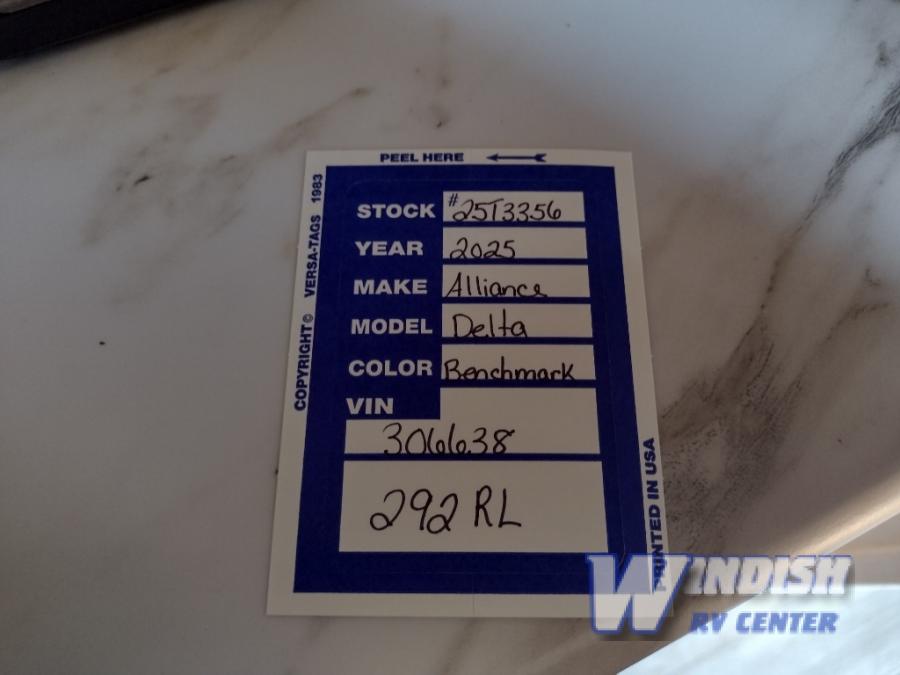 PEEL HERE
COPYRIGHT© VERSA-TAGS 1983
STOCK #25T3356
YEAR 2025
MAKE Alliance
MODEL Delta
COLOR Benchmark
VIN
306638
292 RL
PRINTED IN USA
WINDISH
RV CENTER